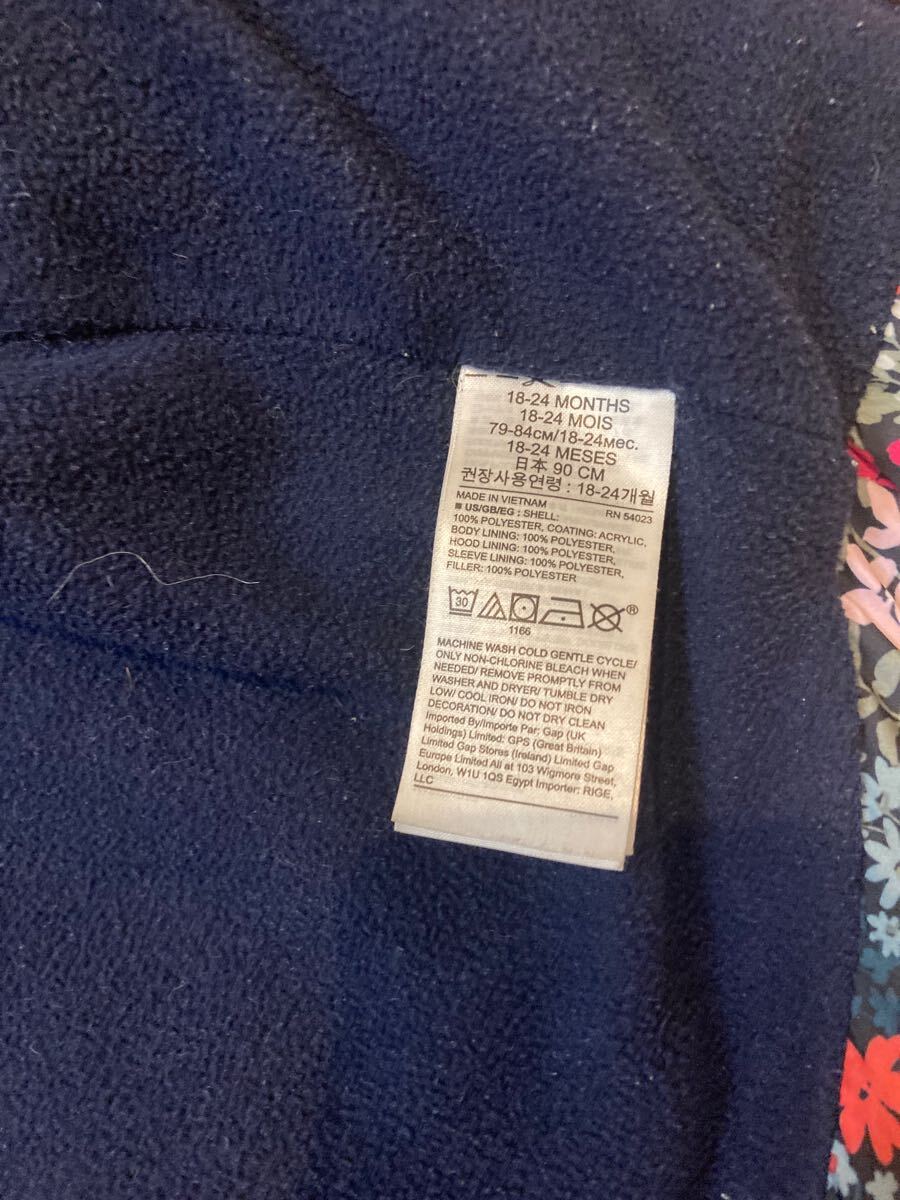 18-24 MONTHS
18-24 MOIS
79-84см/18-24мес.
18-24 MESES
日本 90 CM
권장사용연령 : 18-24개월
MADE IN VIETNAM RN 54023
■ US/GB/EG : SHELL:
100% POLYESTER, COATING: ACRYLIC,
BODY LINING: 100% POLYESTER,
HOOD LINING: 100% POLYESTER,
SLEEVE LINING: 100% POLYESTER,
FILLER: 100% POLYESTER
30 ®
1166
MACHINE WASH COLD GENTLE CYCLE/
ONLY NON-CHLORINE BLEACH WHEN
NEEDED/ REMOVE PROMPTLY FROM
WASHER AND DRYER/ TUMBLE DRY
LOW/ COOL IRON/ DO NOT IRON
DECORATION/ DO NOT DRY CLEAN
Imported By/Importe Par: Gap (UK
Holdings) Limited: GPS (Great Britain)
Limited Gap Stores (Ireland) Limited Gap
Europe Limited All at 103 Wigmore Street,
London, W1U 1QS Egypt Importer: RIGE,
LLC